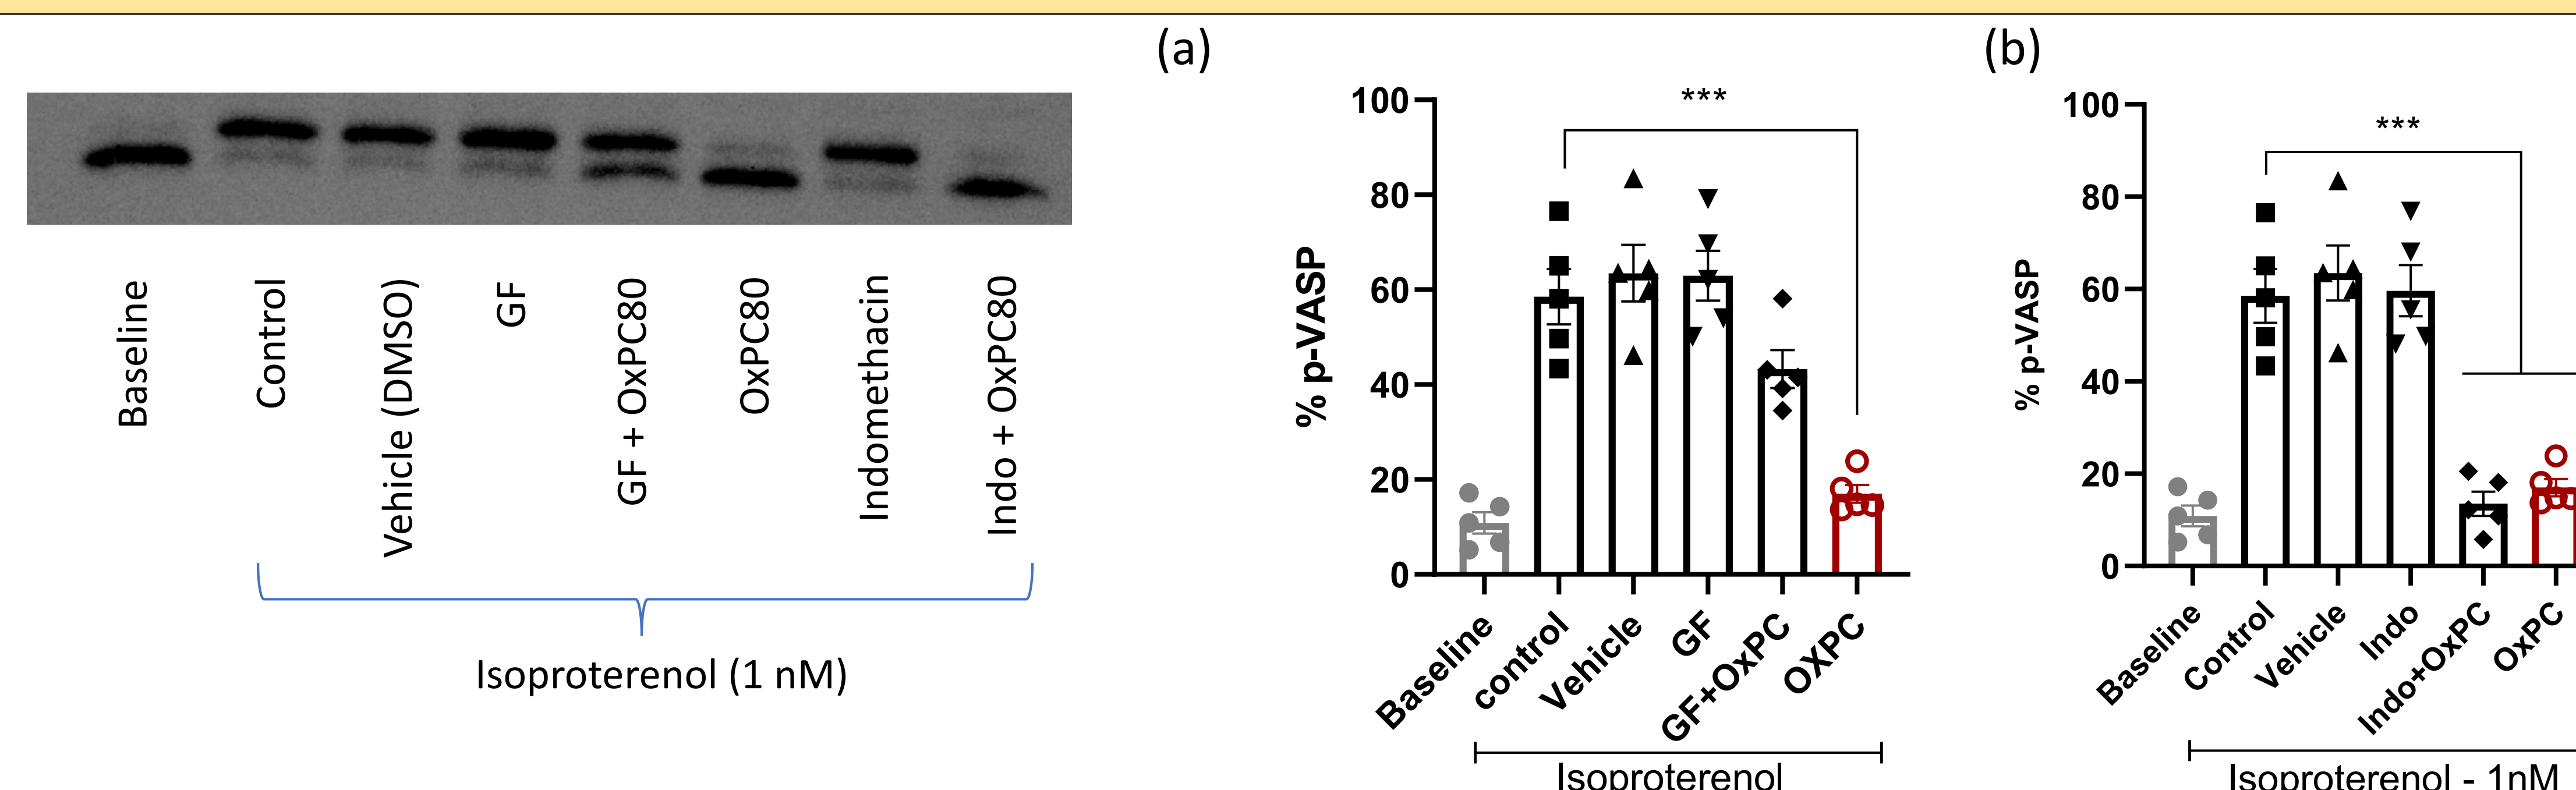 Baseline
Control
Vehicle (DMSO)
GF
GF + OxPC80
OxPC80
Indomethacin
Indo + OxPC80
Isoproterenol (1 nM)
(a)
***
% p-VASP
100
80
60
40
20
0
Baseline
control
Vehicle
GF
GF+OxPC
OXPC
Isoproterenol
(b)
***
% p-VASP
100
80
60
40
20
0
Baseline
Control
Vehicle
Indo
Indo+OxPC
OxPC
Isoproterenol - 1nM